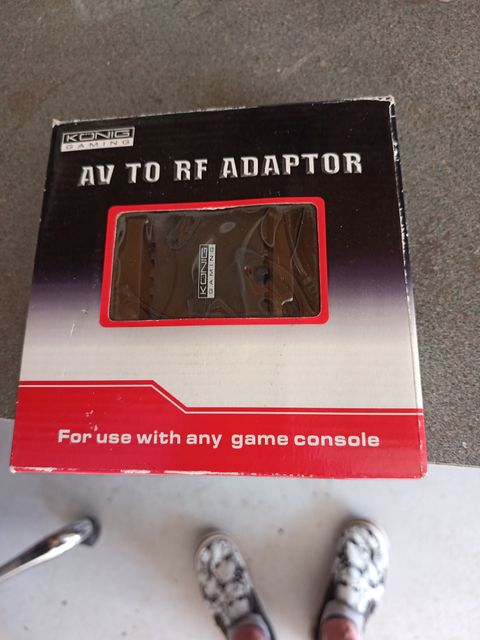 KÖNIG
GAMING
AV TO RF ADAPTOR
KÖNIG
GAMING
For use with any game console